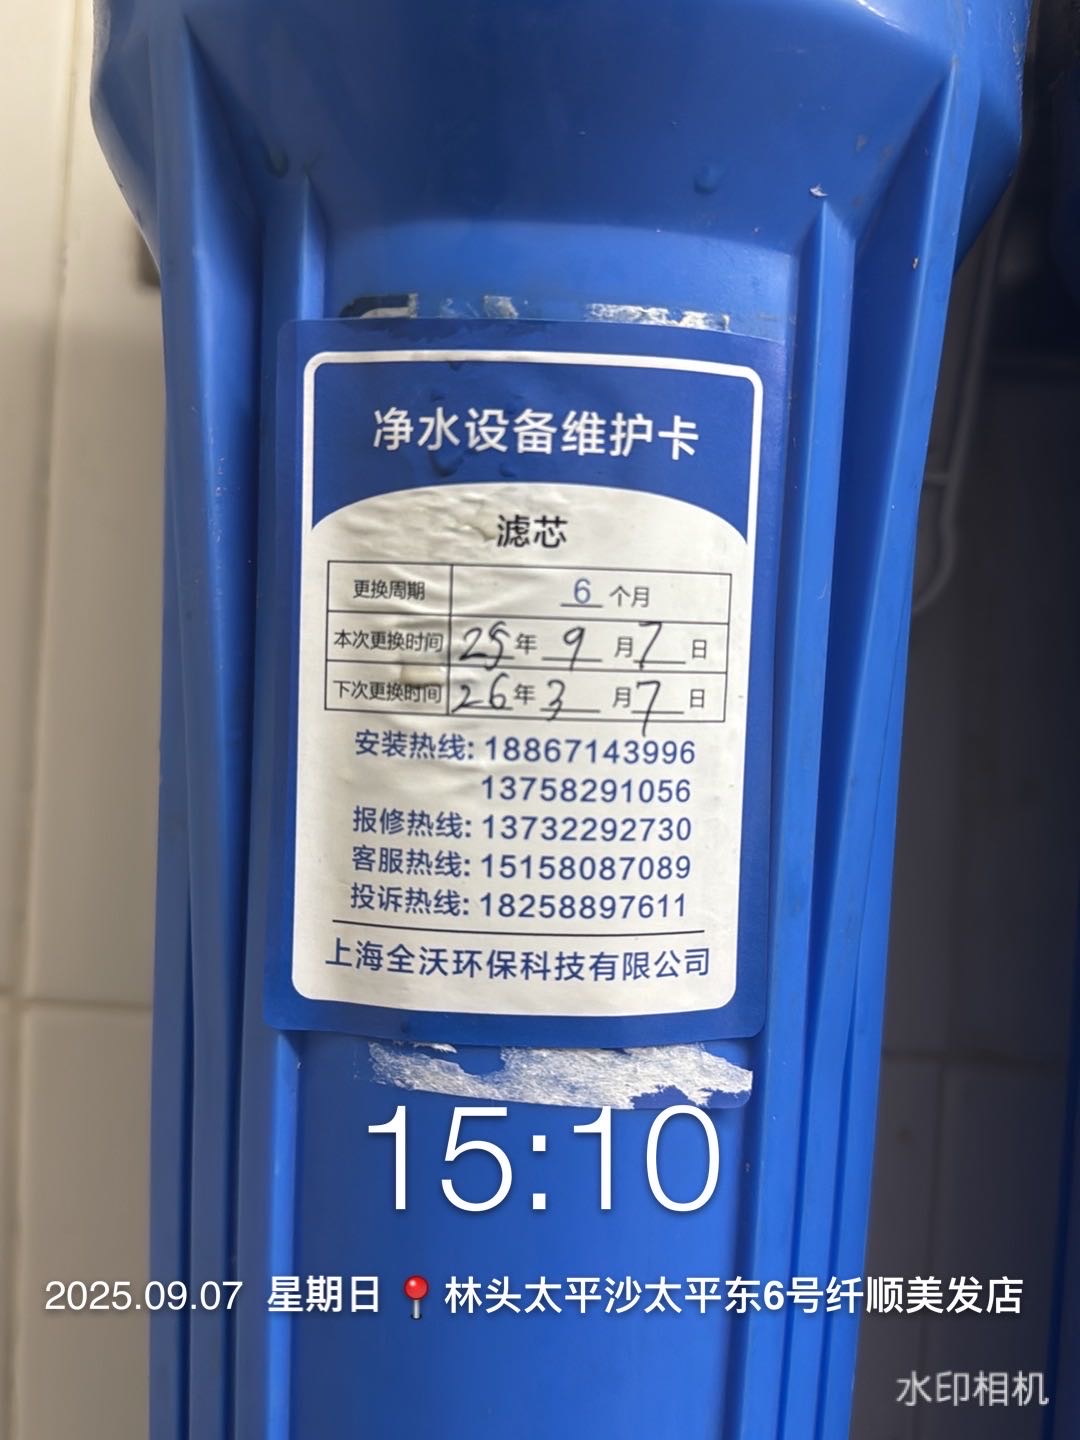 净水设备维护卡
滤芯
更换周期 6 个月
本次更换时间 25年 9 月 7 日
下次更换时间 26年 3 月 7 日
安装热线: 18867143996
13758291056
报修热线: 13732292730
客服热线: 15158087089
投诉热线: 18258897611
上海全沃环保科技有限公司
15:10
2025.09.07 星期日 📍林头太平沙太平东6号纤顺美发店
水印相机